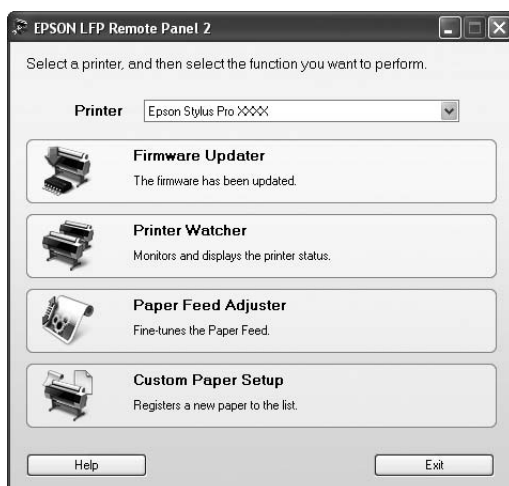 EPSON LFP Remote Panel 2
Select a printer, and then select the function you want to perform.
Printer
Epson Stylus Pro XXXX
Firmware Updater
The firmware has been updated.
Printer Watcher
Monitors and displays the printer status.
Paper Feed Adjuster
Fine-tunes the Paper Feed.
Custom Paper Setup
Registers a new paper to the list.
Help
Exit